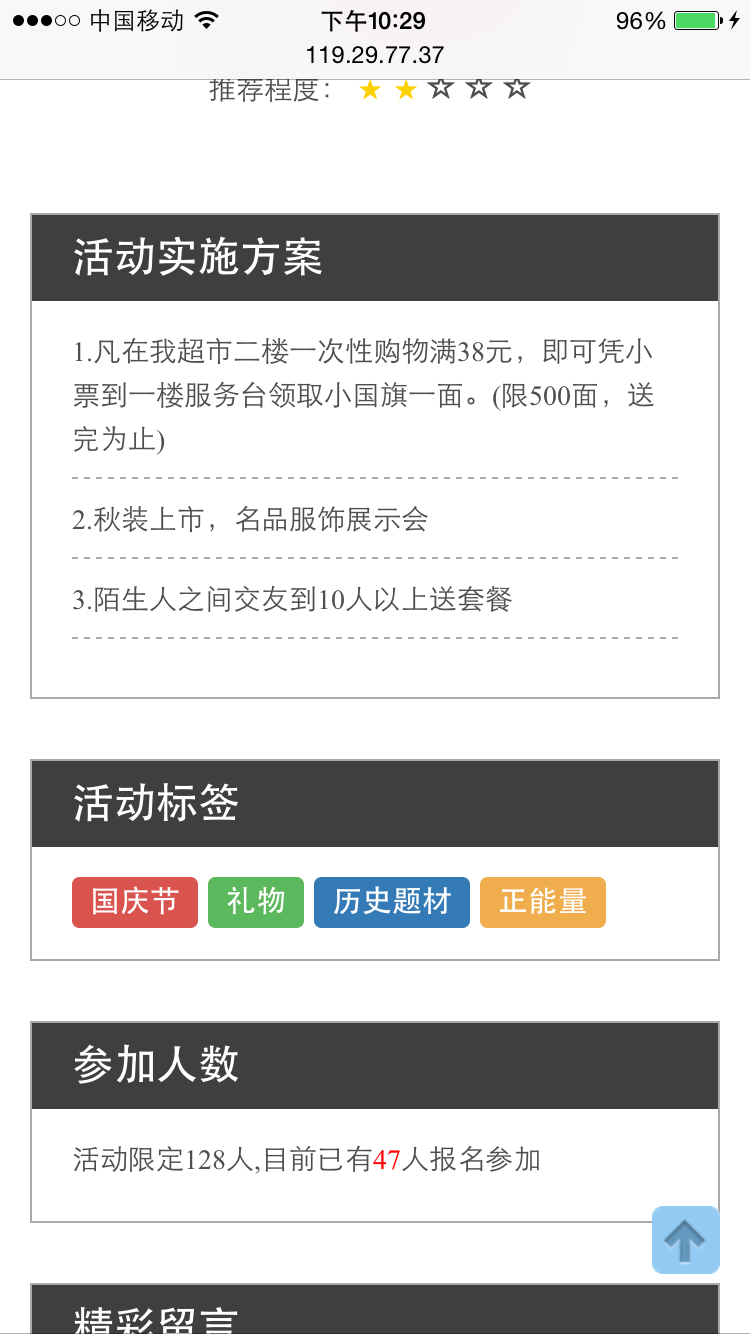 中国移动 下午10:29 96%
119.29.77.37
推荐程度：
活动实施方案
1.凡在我超市二楼一次性购物满38元，即可凭小
票到一楼服务台领取小国旗一面。(限500面，送
完为止)
2.秋装上市，名品服饰展示会
3.陌生人之间交友到10人以上送套餐
活动标签
国庆节 礼物 历史题材 正能量
参加人数
活动限定128人,目前已有47人报名参加
精彩留言